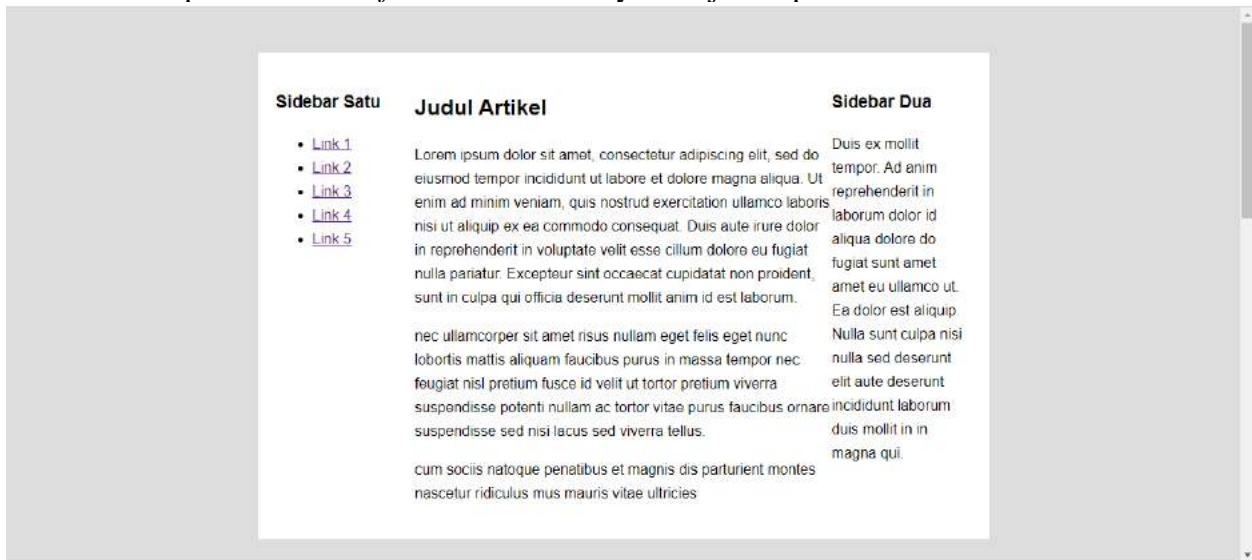 Sidebar Satu
Link 1
Link 2
Link 3
Link 4
Link 5
Judul Artikel
Lorem ipsum dolor sit amet, consectetur adipiscing elit, sed do
eiusmod tempor incididunt ut labore et dolore magna aliqua. Ut
enim ad minim veniam, quis nostrud exercitation ullamco laboris
nisi ut aliquip ex ea commodo consequat. Duis aute irure dolor
in reprehenderit in voluptate velit esse cillum dolore eu fugiat
nulla pariatur. Excepteur sint occaecat cupidatat non proident,
sunt in culpa qui officia deserunt mollit anim id est laborum.
nec ullamcorper sit amet risus nullam eget felis eget nunc
lobortis mattis aliquam faucibus purus in massa tempor nec
feugiat nisl pretium fusce id velit ut tortor pretium viverra
suspendisse potenti nullam ac tortor vitae purus faucibus ornare
suspendisse sed nisi lacus sed viverra tellus.
cum sociis natoque penatibus et magnis dis parturient montes
nascetur ridiculus mus mauris vitae ultricies
Sidebar Dua
Duis ex mollit
tempor. Ad anim
reprehenderit in
laborum dolor id
aliqua dolore do
fugiat sunt amet
amet eu ullamco ut.
Ea dolor est aliquip
Nulla sunt culpa nisi
nulla sed deserunt
elit aute deserunt
incididunt laborum
duis mollit in in
magna qui.